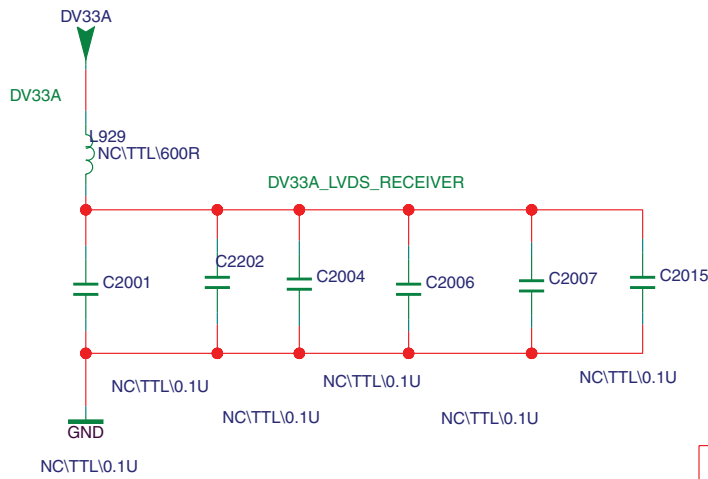 DV33A
DV33A
L929
NC\TTL\600R
DV33A_LVDS_RECEIVER
C2001
C2202
C2004
C2006
C2007
C2015
NC\TTL\0.1U
NC\TTL\0.1U
NC\TTL\0.1U
NC\TTL\0.1U
NC\TTL\0.1U
GND
NC\TTL\0.1U